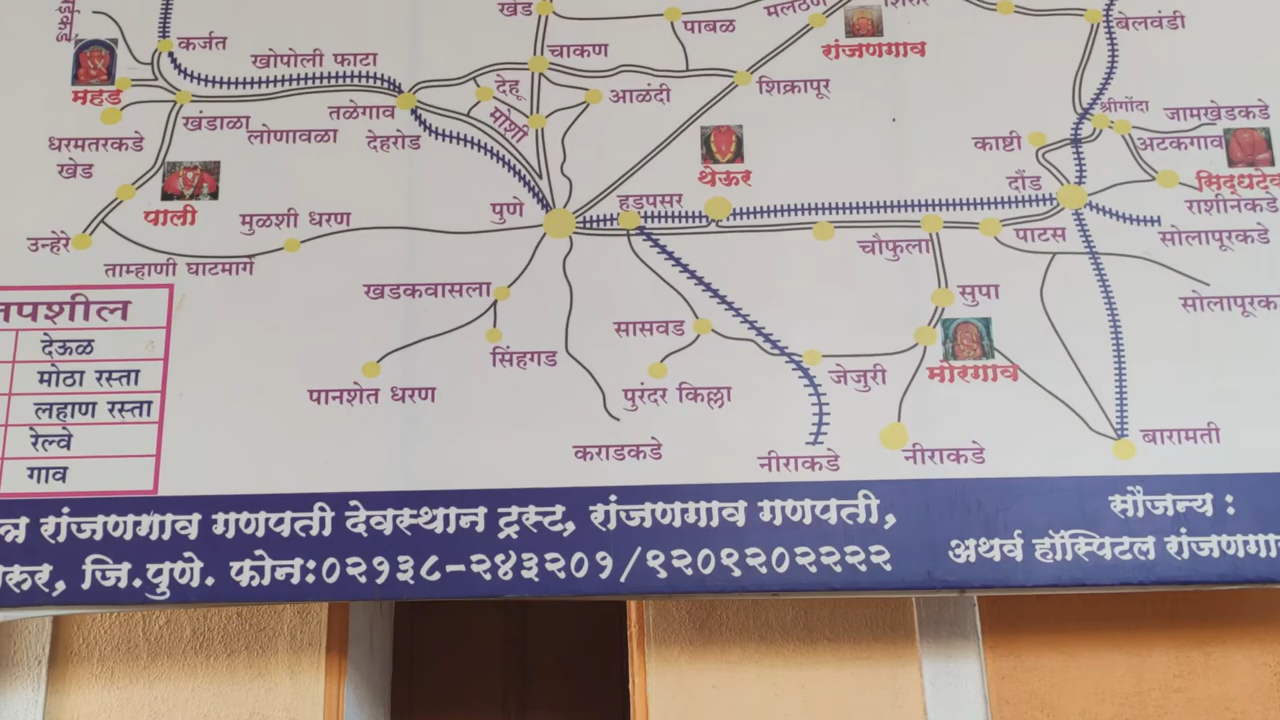 खेड
पाबळ
मलठण
बेलवंडी
कर्जत
चाकण
रांजणगाव
खोपोली फाटा
देहू
आळंदी
शिक्रापूर
महड
तळेगाव
मोशी
श्रीगोंदा
जामखेडकडे
खंडाळा
लोणावळा
देहरोड
काष्टी
अटकगाव
धरमतरकडे
खेड
थेऊर
दौंड
सिद्धटेव
राशीनकडे
पाली
मुळशी धरण
पुणे
हडपसर
सोलापूरकडे
उन्हेरे
चौफुला
पाटस
ताम्हाणी घाटमार्ग
खडकवासला
सुपा
सोलापूरक
तपशील
देऊळ
मोठा रस्ता
लहाण रस्ता
रेल्वे
गाव
सासवड
सिंहगड
जेजुरी
मोरगाव
पानशेत धरण
पुरंदर किल्ला
कराडकडे
नीराकडे
नीराकडे
बारामती
न्न रांजणगाव गणपती देवस्थान ट्रस्ट, रांजणगाव गणपती,
रुर, जि.पुणे. फोन:०२१३८-२४३२०१/९२०९२०२२२२
सौजन्य :
अथर्व हॉस्पिटल रांजणगा